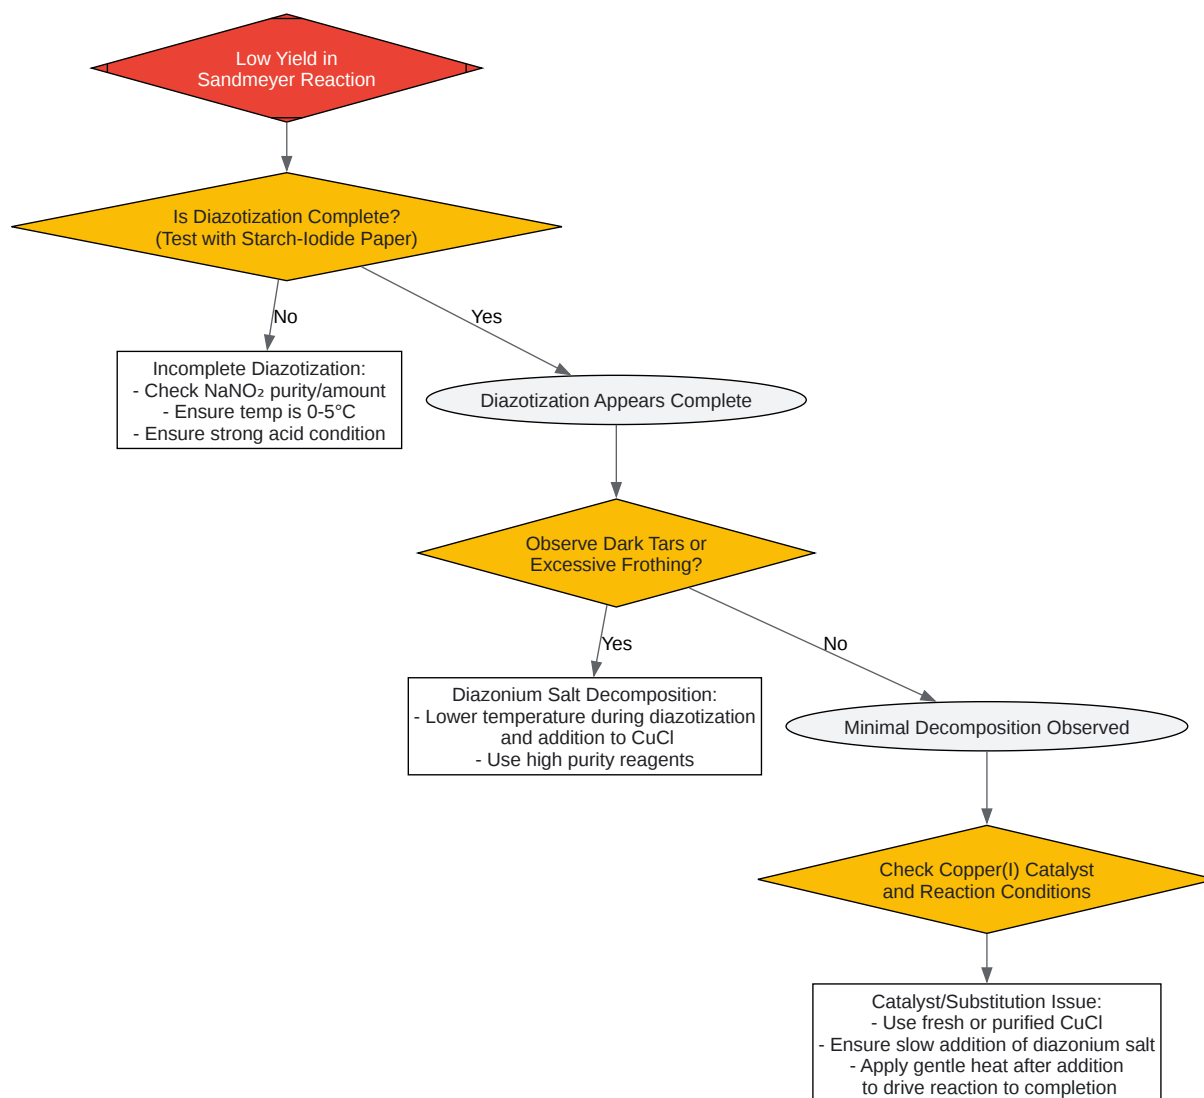 Low Yield in
Sandmeyer Reaction
Is Diazotization Complete?
(Test with Starch-Iodide Paper)
No
Yes
Incomplete Diazotization:
- Check NaNO₂ purity/amount
- Ensure temp is 0-5°C
- Ensure strong acid condition
Diazotization Appears Complete
Observe Dark Tars or
Excessive Frothing?
Yes
No
Diazonium Salt Decomposition:
- Lower temperature during diazotization
and addition to CuCl
- Use high purity reagents
Minimal Decomposition Observed
Check Copper(I) Catalyst
and Reaction Conditions
Catalyst/Substitution Issue:
- Use fresh or purified CuCl
- Ensure slow addition of diazonium salt
- Apply gentle heat after addition
to drive reaction to completion